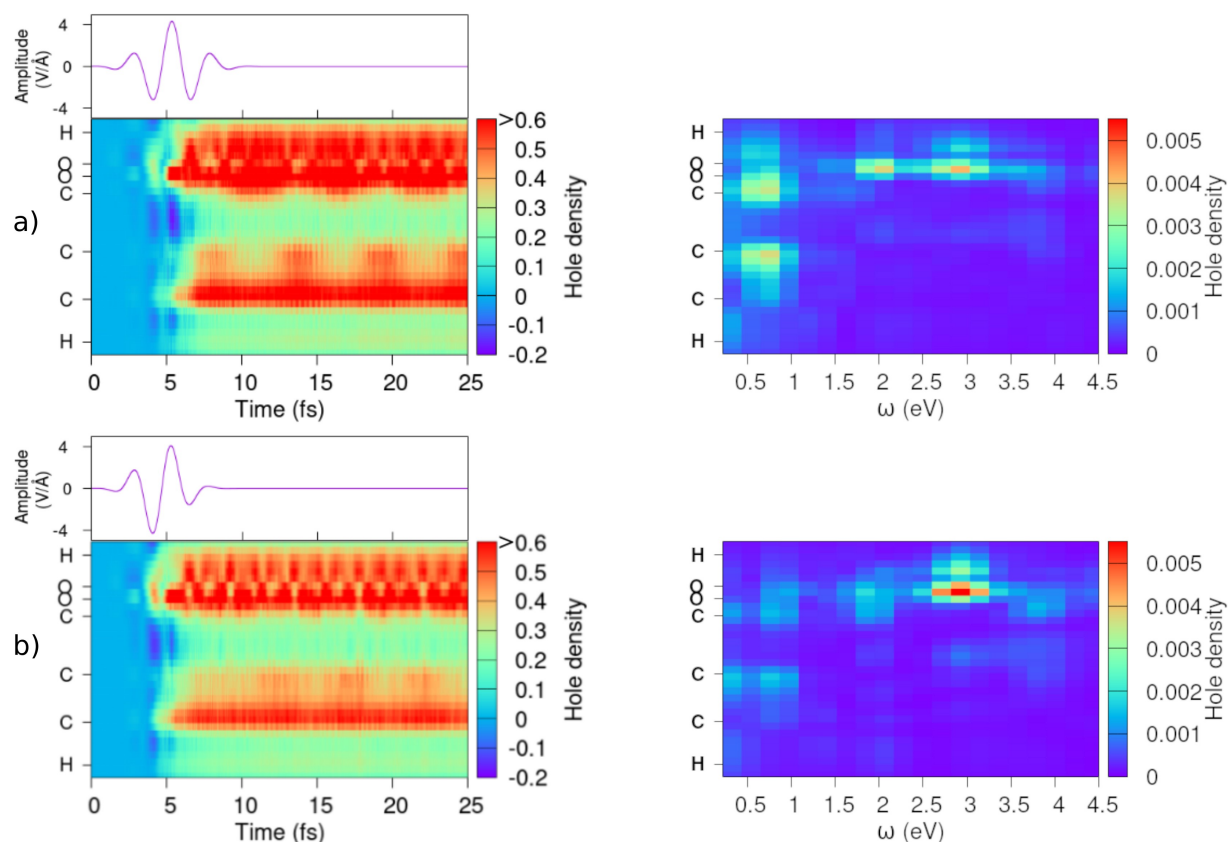 a)
Amplitude
(V/Å)
4
0
-4
H
O
O
C
C
C
H
0 5 10 15 20 25
Time (fs)
>0.6
0.5
0.4
0.3
0.2
0.1
0
-0.1
-0.2
Hole density
H
O
O
C
C
C
H
0.5 1 1.5 2 2.5 3 3.5 4 4.5
ω (eV)
0.005
0.004
0.003
0.002
0.001
0
Hole density
b)
Amplitude
(V/Å)
4
0
-4
H
O
O
C
C
C
H
0 5 10 15 20 25
Time (fs)
>0.6
0.5
0.4
0.3
0.2
0.1
0
-0.1
-0.2
Hole density
H
O
O
C
C
C
H
0.5 1 1.5 2 2.5 3 3.5 4 4.5
ω (eV)
0.005
0.004
0.003
0.002
0.001
0
Hole density